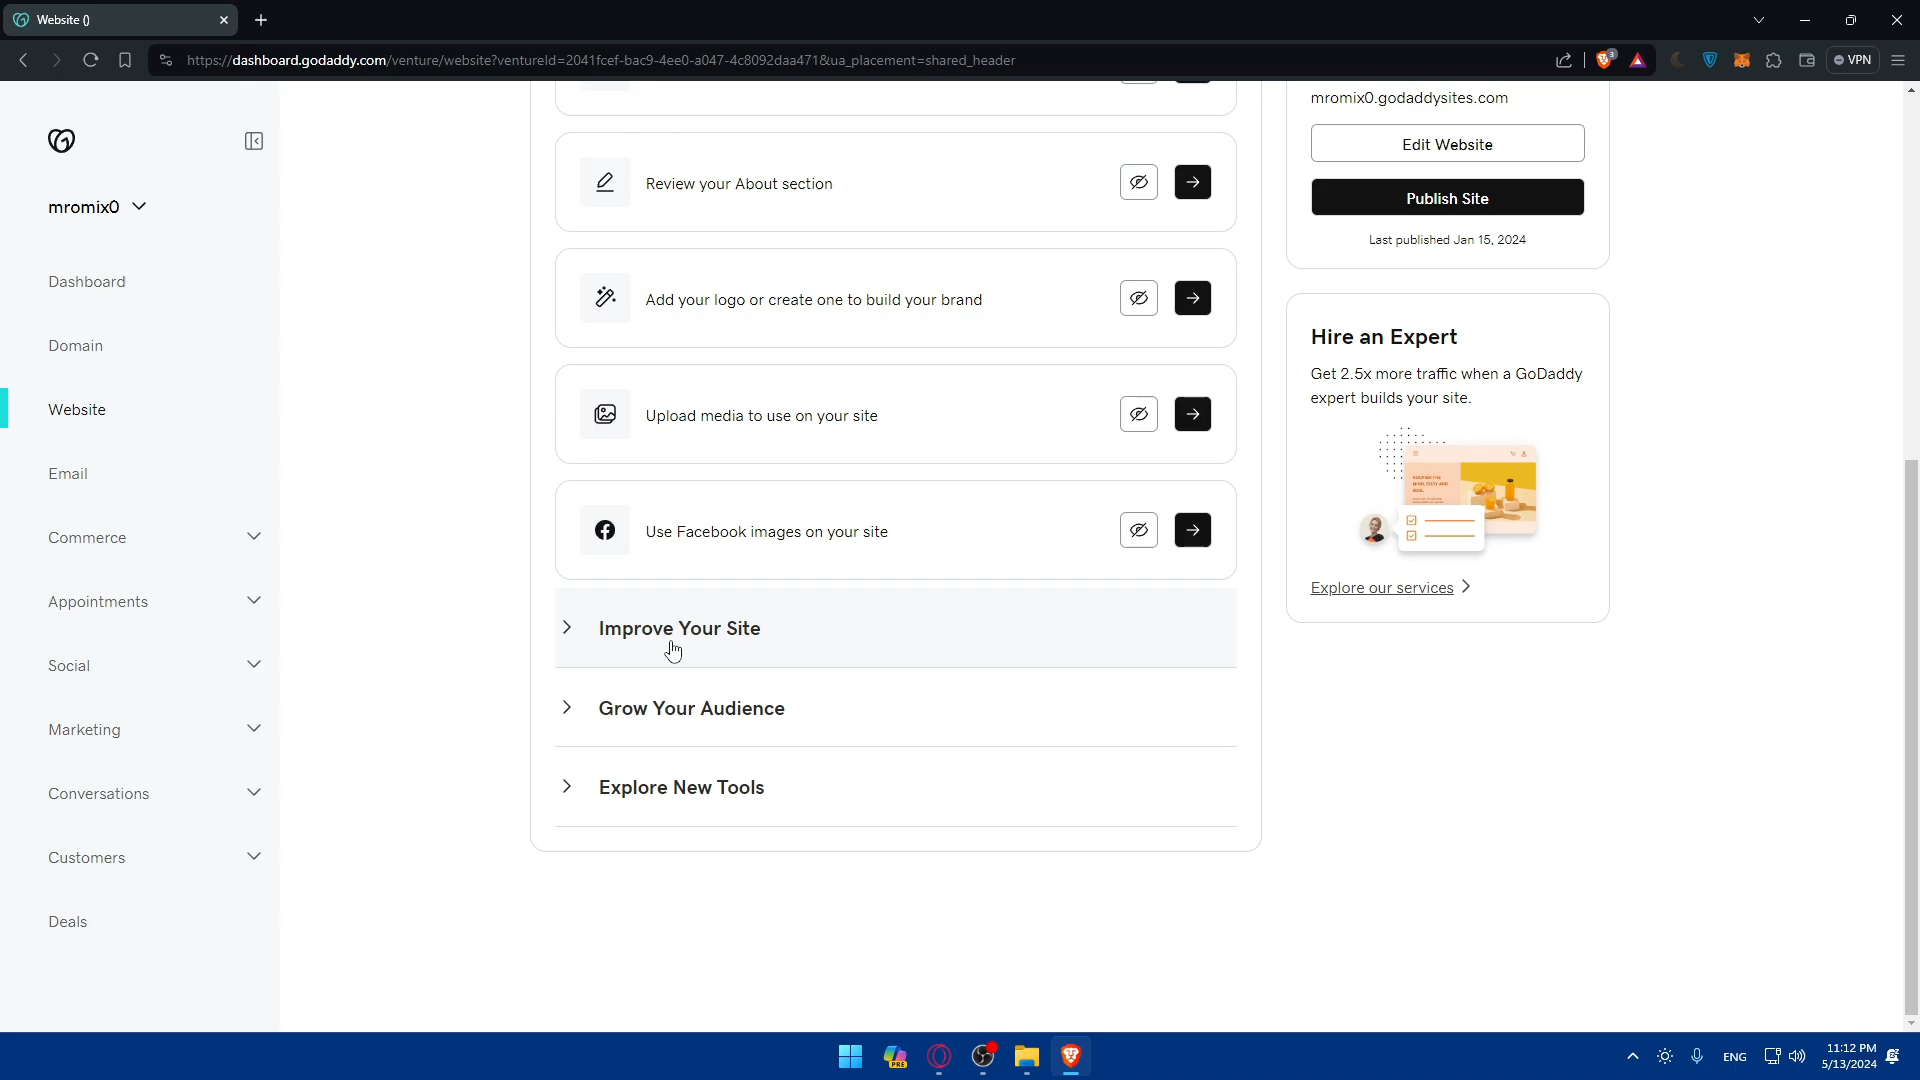 Website ()
https://dashboard.godaddy.com/venture/website?ventureId=2041fcef-bac9-4ee0-a047-4c8092daa471&ua_placement=shared_header
3
VPN
mromix0
Dashboard
Domain
Website
Email
Commerce
Appointments
Social
Marketing
Conversations
Customers
Deals
Review your About section
Add your logo or create one to build your brand
Upload media to use on your site
Use Facebook images on your site
Improve Your Site
Grow Your Audience
Explore New Tools
mromix0.godaddysites.com
Edit Website
Publish Site
Last published Jan 15, 2024
Hire an Expert
Get 2.5x more traffic when a GoDaddy
expert builds your site.
Explore our services
PRE
ENG
11:12 PM
5/13/2024